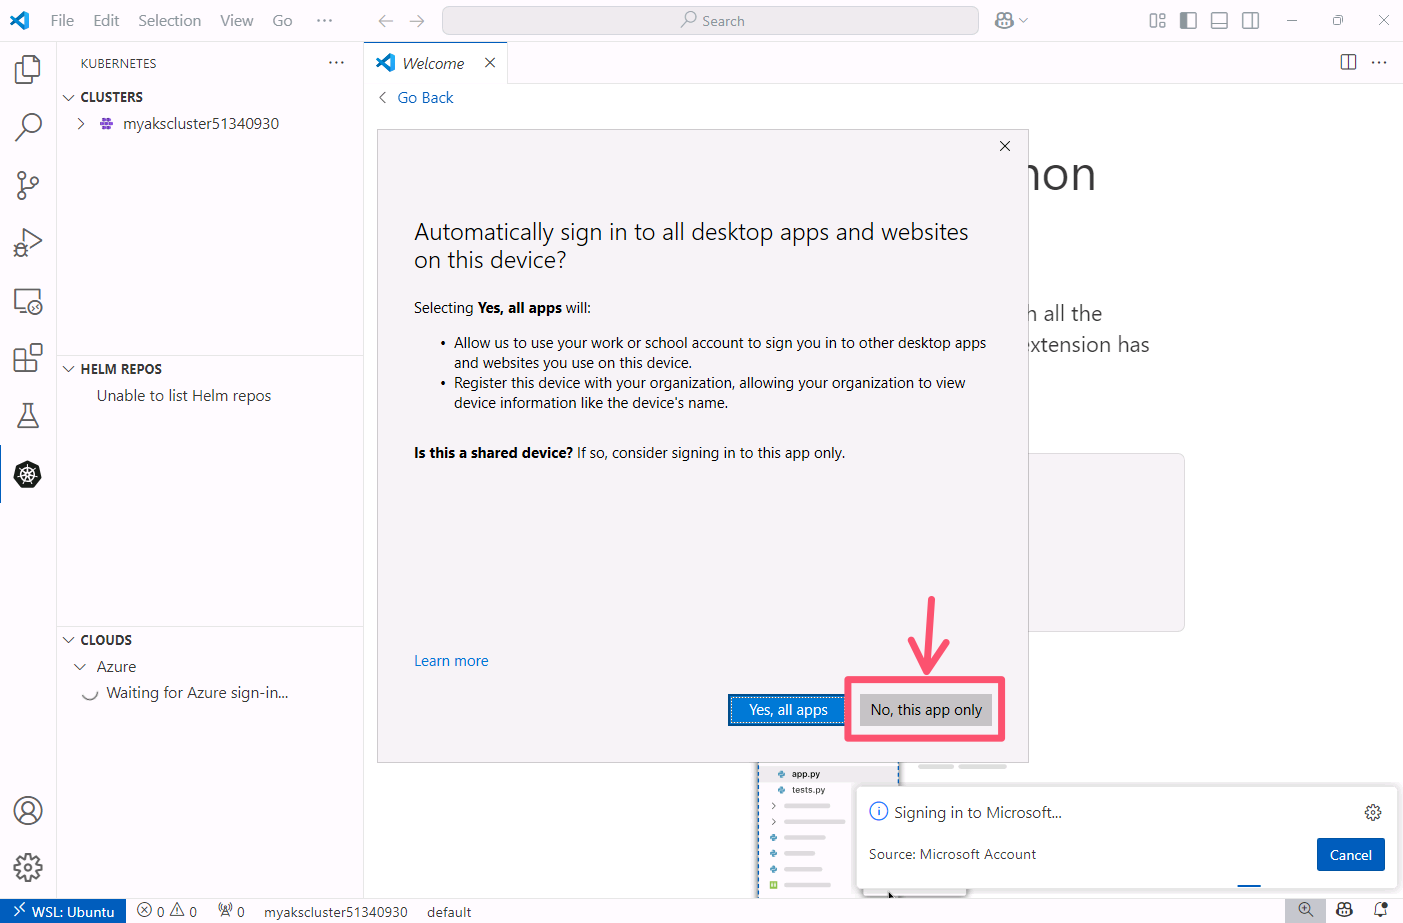 File Edit Selection View Go ···
Search
KUBERNETES
CLUSTERS
myakscluster51340930
HELM REPOS
Unable to list Helm repos
CLOUDS
Azure
Waiting for Azure sign-in...
Welcome
Go Back
Automatically sign in to all desktop apps and websites
on this device?
Selecting Yes, all apps will:
• Allow us to use your work or school account to sign you in to other desktop apps
and websites you use on this device.
• Register this device with your organization, allowing your organization to view
device information like the device's name.
Is this a shared device? If so, consider signing in to this app only.
Learn more
Yes, all apps
No, this app only
non
h all the
extension has
app.py
tests.py
Signing in to Microsoft...
Source: Microsoft Account
Cancel
WSL: Ubuntu 0 0 0 myakscluster51340930 default